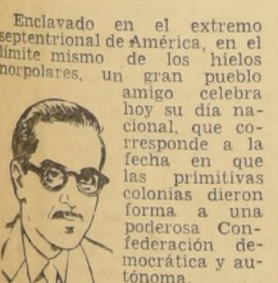 Enclavado en el extremo
septentrional de América, en el
límite mismo de los hielos
norpolares, un gran pueblo
amigo celebra
hoy su día na-
cional, que co-
rresponde a la
fecha en que
las primitivas
colonias dieron
forma a una
poderosa Con-
federación de-
mocrática y au-
tónoma.